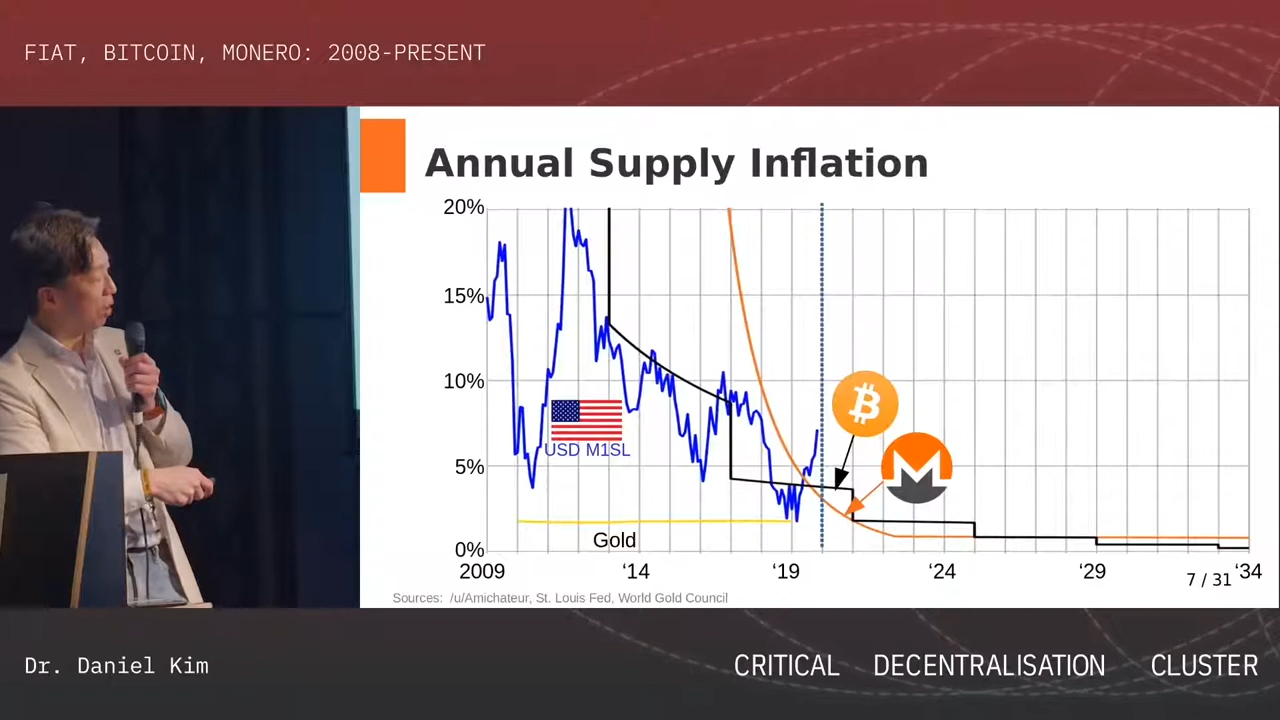 FIAT, BITCOIN, MONERO: 2008-PRESENT
Annual Supply Inflation
20%
15%
10%
5%
0%
USD M1SL
Gold
2009 '14 '19 ‘24 ‘29 ‘34
7 / 31
Sources: /u/Amichateur, St. Louis Fed, World Gold Council
Dr. Daniel Kim
CRITICAL DECENTRALISATION CLUSTER